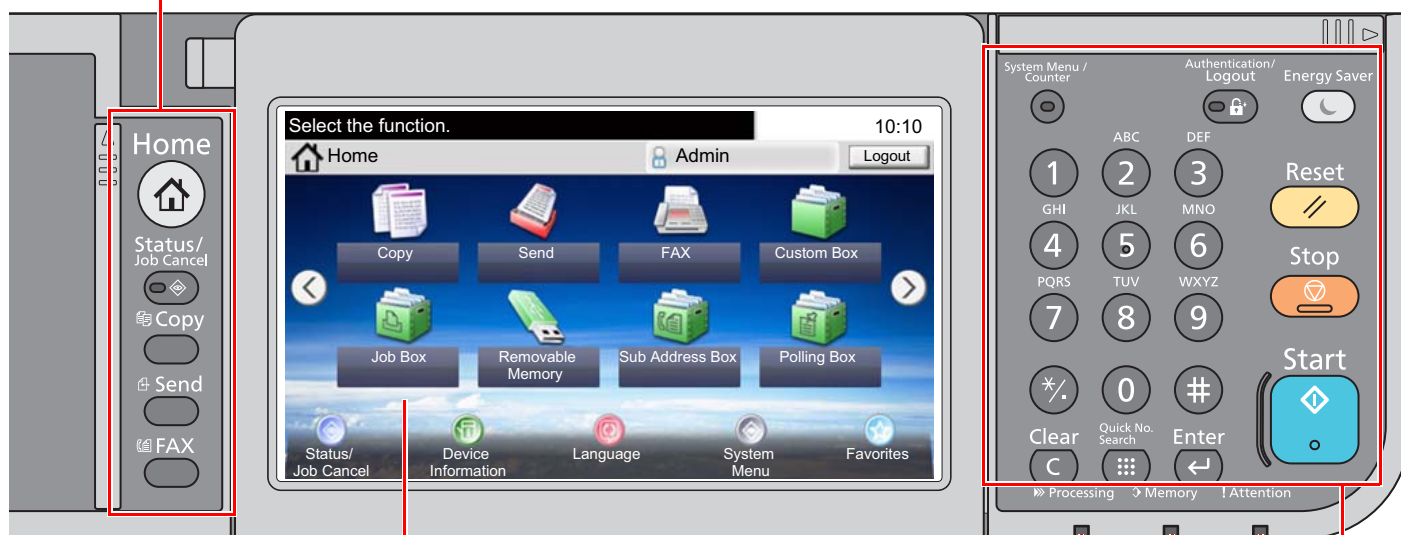 Home
Status/
Job Cancel
Copy
Send
FAX
Select the function.
10:10
Home
Admin
Logout
Copy
Send
FAX
Custom Box
Job Box
Removable
Memory
Sub Address Box
Polling Box
Status/
Job Cancel
Device
Information
Language
System
Menu
Favorites
System Menu /
Counter
Authentication/
Logout
Energy Saver
ABC
DEF
1
2
3
Reset
GHI
JKL
MNO
4
5
6
Stop
PQRS
TUV
WXYZ
7
8
9
Start
*/.
0
#
Clear
Quick No.
Search
Enter
C
Processing
Memory
! Attention